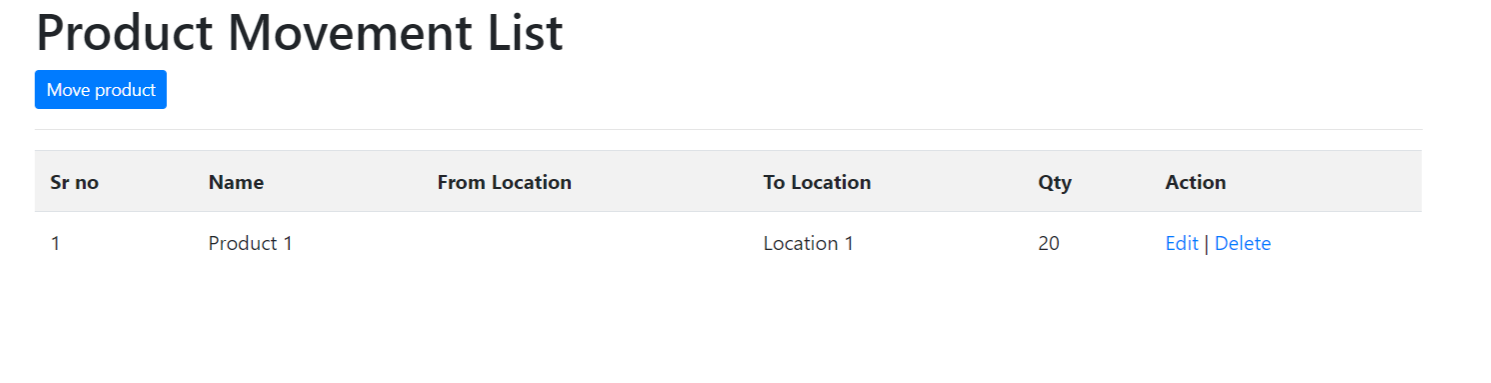 Product Movement List
Move product
Sr no Name From Location To Location Qty Action
1 Product 1 Location 1 20 Edit | Delete